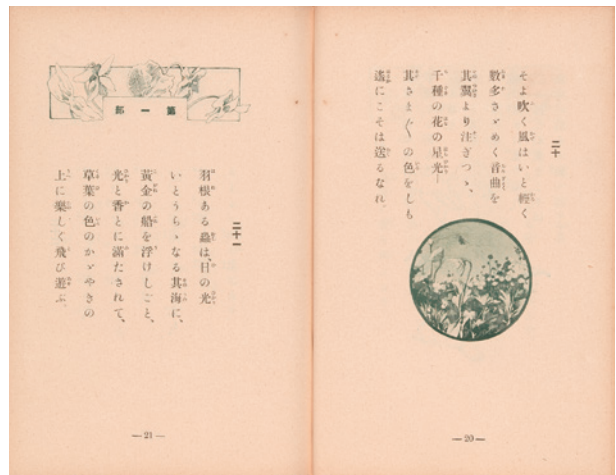 二十
そよ吹く風はいと輕く
數多さゞめく音曲を
其翼より注ぎつゝ、
千種の花の星光―
其さま〴〵の色をしも
遙にこそは送るなれ。
―20―
第一部
二十一
羽根ある蟲は、日の光
いとうらゝなる其海に、
黄金の船を浮けしごと、
光と香とに滿たされて、
草葉の色のかゞやきの
上に樂しく飛び遊ぶ。
―21―